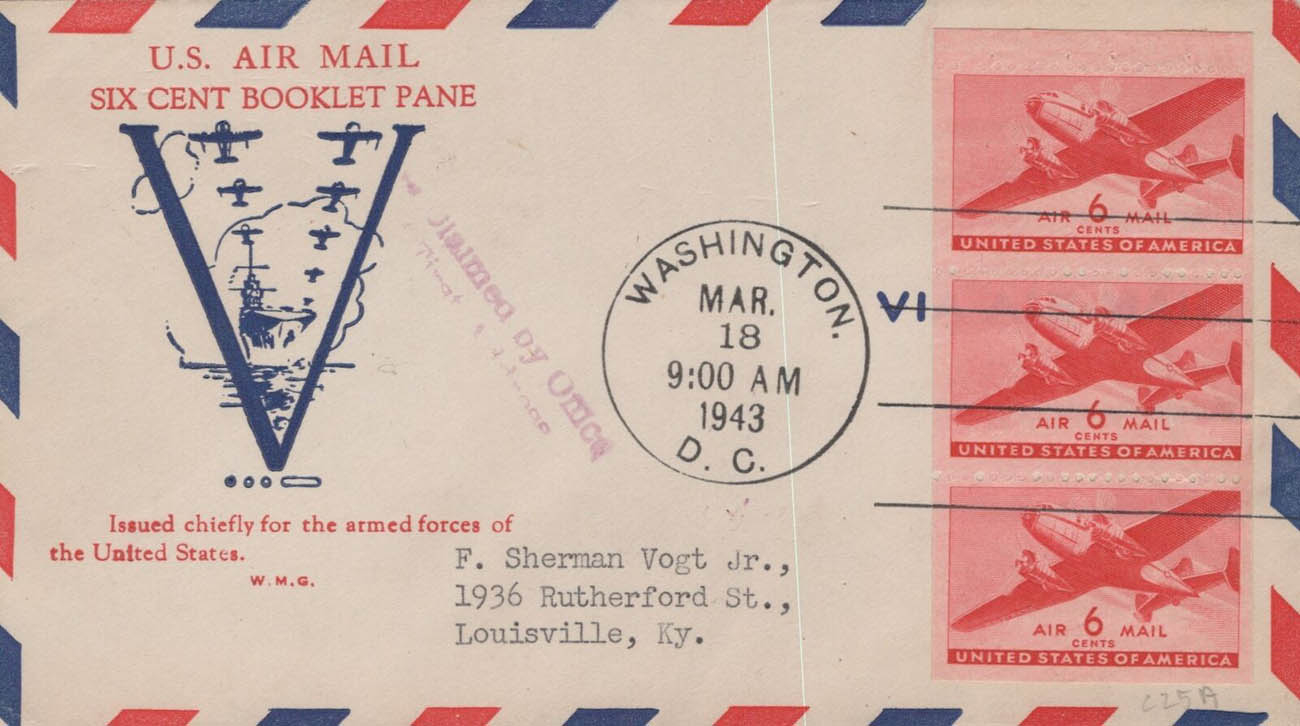 U.S. AIR MAIL
SIX CENT BOOKLET PANE
Issued chiefly for the armed forces of
the United States.
W.M.G.
laimed by Office
WASHINGTON.
MAR.
18
9:00 AM
1943
D. C.
VI
F. Sherman Vogt Jr.,
1936 Rutherford St.,
Louisville, Ky.
AIR 6 MAIL
CENTS
UNITED STATES OF AMERICA
AIR 6 MAIL
CENTS
UNITED STATES OF AMERICA
AIR 6 MAIL
CENTS
UNITED STATES OF AMERICA
C25A